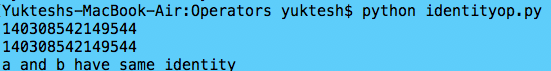 Yukteshs-MacBook-Air:Operators yuktesh$ python identityop.py
140308542149544
140308542149544
a and b have same identity